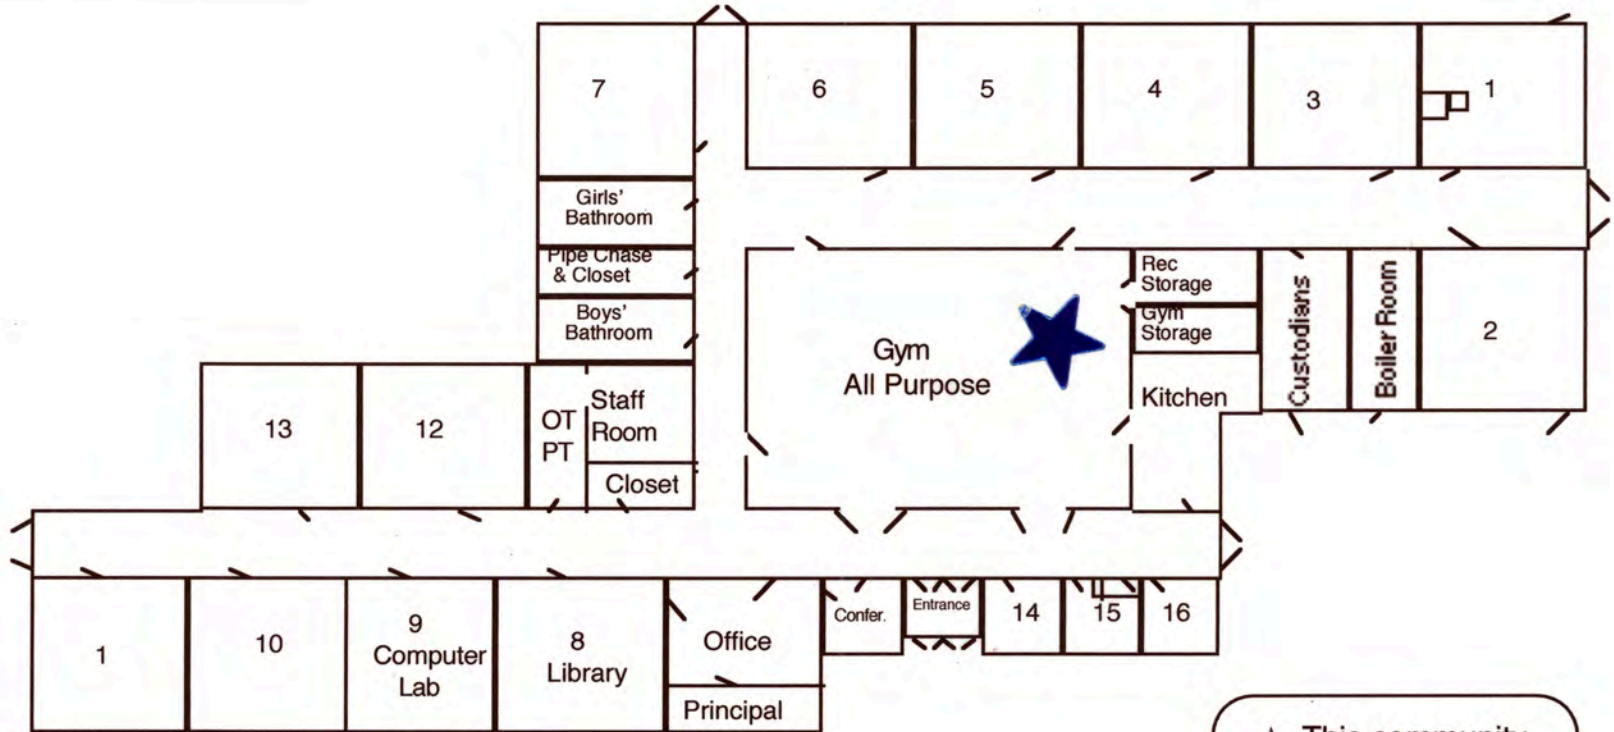 7
6
5
4
3
1
Girls'
Bathroom
Pipe Chase
& Closet
Boys'
Bathroom
Rec
Storage
Gym
Storage
Custodians
Boiler Room
2
Gym
All Purpose
Kitchen
13
12
OT
PT
Staff
Room
Closet
1
10
9
Computer
Lab
8
Library
Office
Principal
Confer.
Entrance
14
15
16
This community